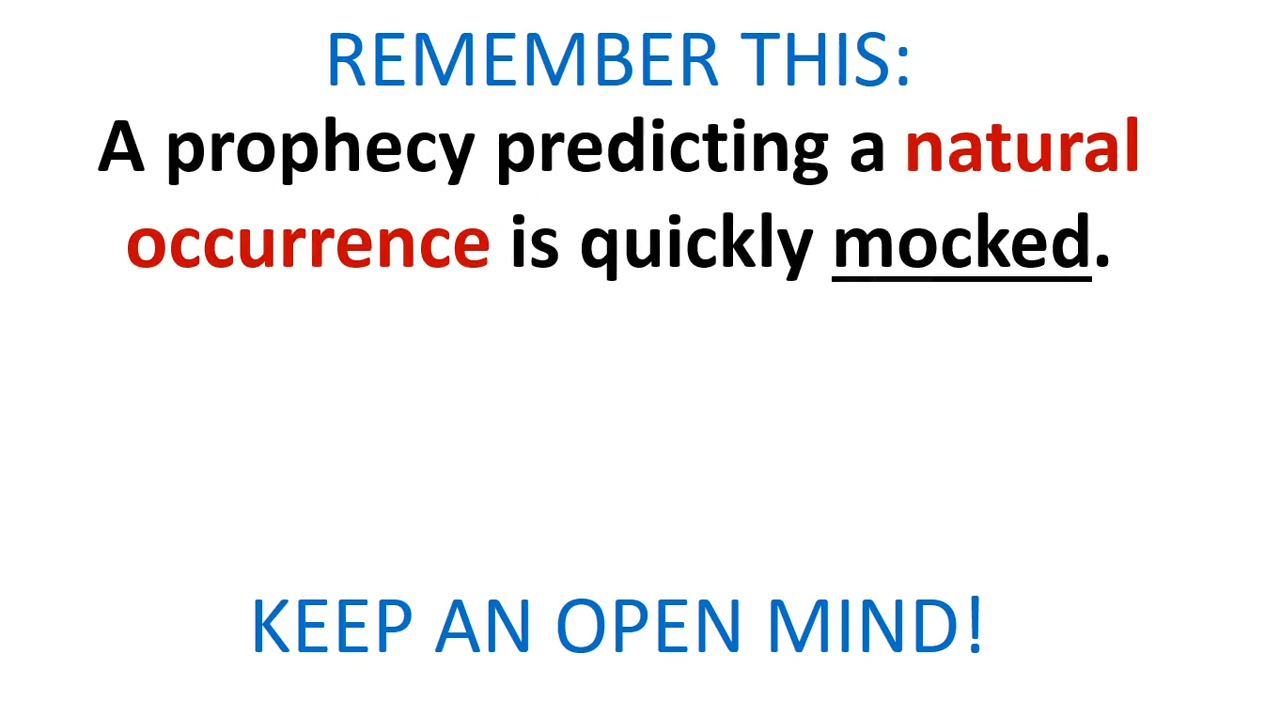 REMEMBER THIS:
A prophecy predicting a natural
occurrence is quickly mocked.
KEEP AN OPEN MIND!